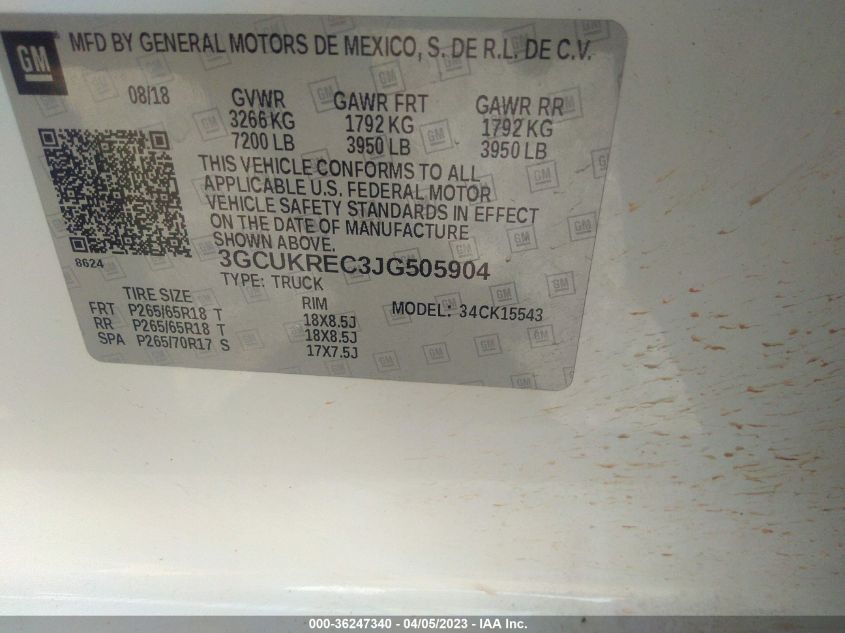 GM
MFD BY GENERAL MOTORS DE MEXICO, S. DE R.L. DE C.V.
08/18 GVWR GAWR FRT GAWR RR
3266 KG 1792 KG 1792 KG
7200 LB 3950 LB 3950 LB
THIS VEHICLE CONFORMS TO ALL
APPLICABLE U.S. FEDERAL MOTOR
VEHICLE SAFETY STANDARDS IN EFFECT
ON THE DATE OF MANUFACTURE
SHOWN ABOVE.
8624
3GCUKREC3JG505904
TYPE: TRUCK
TIRE SIZE RIM MODEL: 34CK15543
FRT P265/65R18 T 18X8.5J
RR P265/65R18 T 18X8.5J
SPA P265/70R17 S 17X7.5J
000-36247340 - 04/05/2023 - IAA Inc.